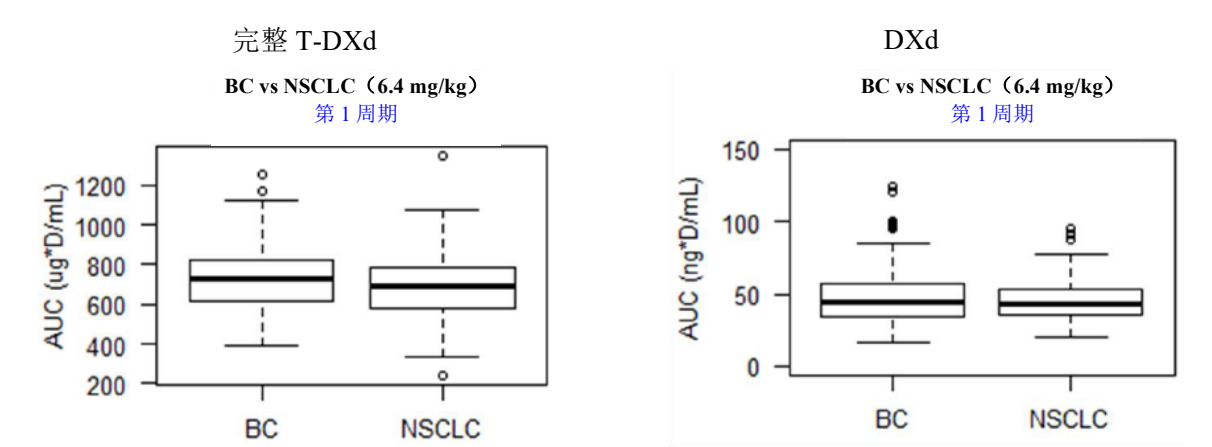 完整 T-DXd
BC vs NSCLC（6.4 mg/kg）
第 1 周期
AUC (ug*D/mL)
1200
1000
800
600
400
200
BC
NSCLC
DXd
BC vs NSCLC（6.4 mg/kg）
第 1 周期
AUC (ng*D/mL)
150
100
50
0
BC
NSCLC